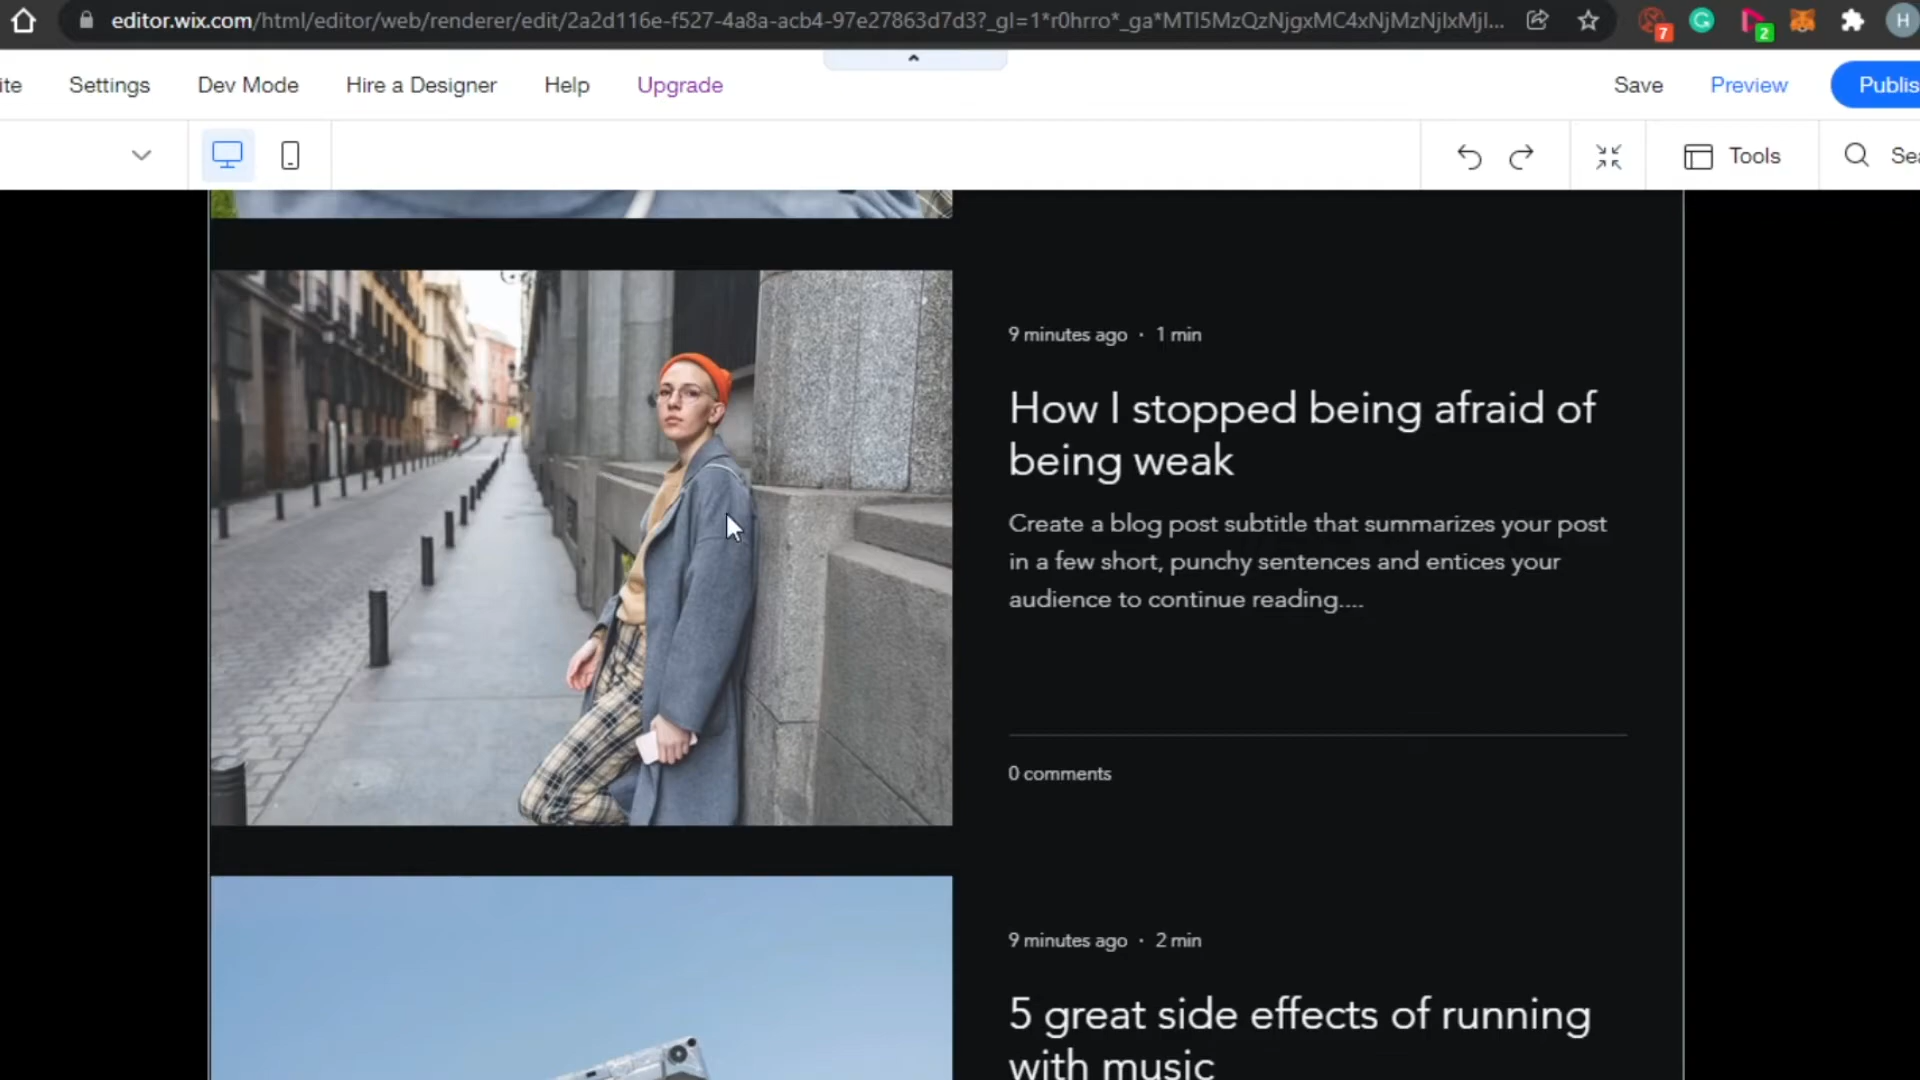 editor.wix.com/html/editor/web/renderer/edit/2a2d116e-f527-4a8a-acb4-97e27863d7d3?_gl=1*r0hrro*_ga*MTI5MzQzNjgxMC4xNjMzNjIxMjI...
7
2
H
ite Settings Dev Mode Hire a Designer Help Upgrade Save Preview Publis
Tools Sea
9 minutes ago · 1 min
How I stopped being afraid of
being weak
Create a blog post subtitle that summarizes your post
in a few short, punchy sentences and entices your
audience to continue reading....
0 comments
9 minutes ago · 2 min
5 great side effects of running
with music